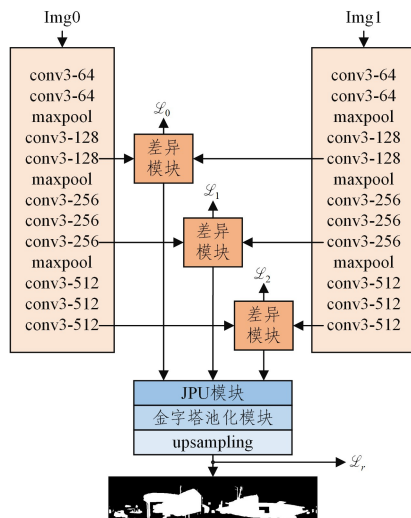 Img0
Img1
conv3-64
conv3-64
maxpool
conv3-128
conv3-128
maxpool
conv3-256
conv3-256
conv3-256
maxpool
conv3-512
conv3-512
conv3-512
ℒ0
差异
模块
ℒ1
差异
模块
ℒ2
差异
模块
conv3-64
conv3-64
maxpool
conv3-128
conv3-128
maxpool
conv3-256
conv3-256
conv3-256
maxpool
conv3-512
conv3-512
conv3-512
JPU模块
金字塔池化模块
upsampling
ℒr